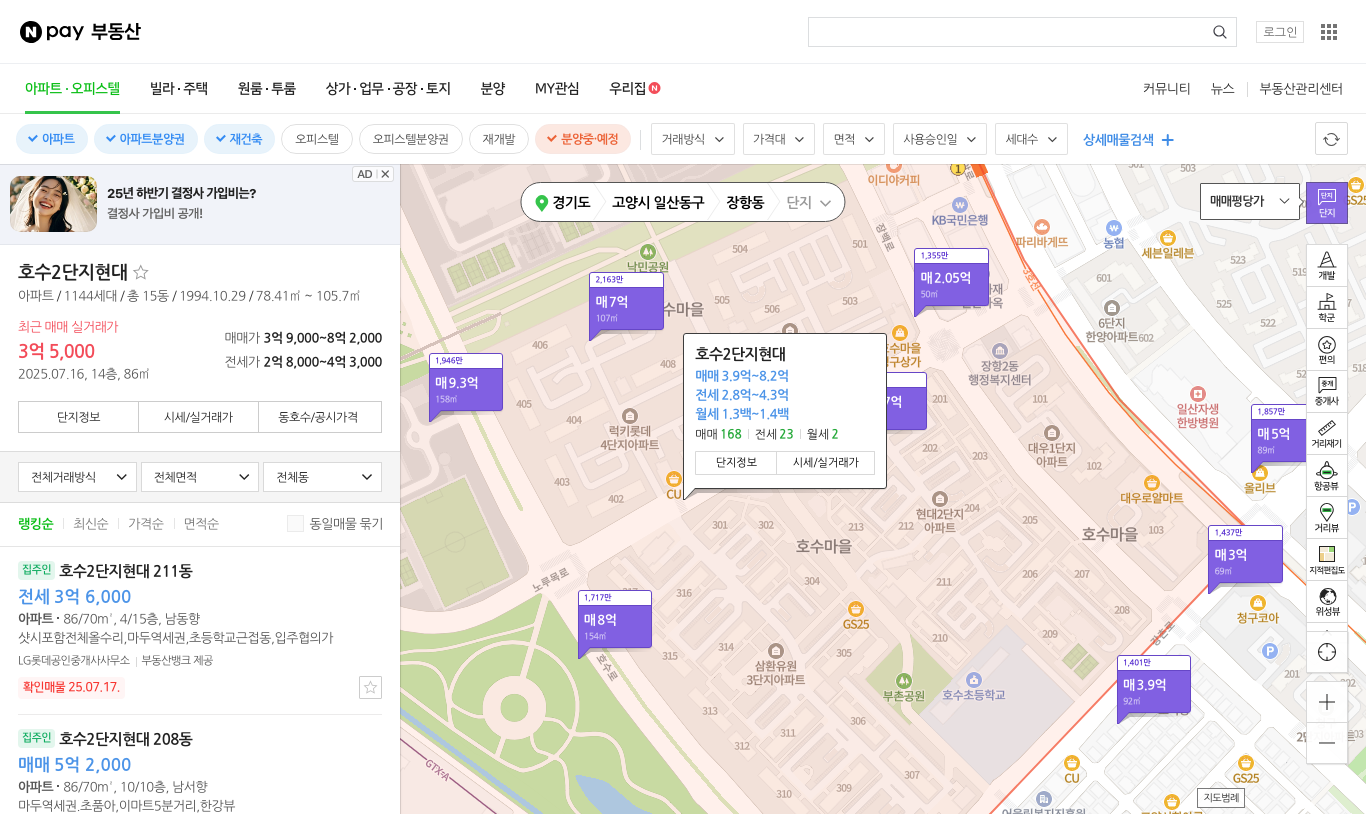 N pay 부동산
로그인
아파트 · 오피스텔
빌라 · 주택
원룸 · 투룸
상가 · 업무 · 공장 · 토지
분양
MY관심
우리집 N
커뮤니티
뉴스
부동산관리센터
아파트
아파트분양권
재건축
오피스텔
오피스텔분양권
재개발
분양중·예정
거래방식
가격대
면적
사용승인일
세대수
상세매물검색
AD
25년 하반기 결정사 가입비는?
결정사 가입비 공개!
호수2단지현대
아파트 / 1144세대 / 총 15동 / 1994.10.29 / 78.41㎡ ~ 105.7㎡
최근 매매 실거래가
3억 5,000
2025.07.16, 14층, 86㎡
매매가 3억 9,000~8억 2,000
전세가 2억 8,000~4억 3,000
단지정보
시세/실거래가
동호수/공시가격
전체거래방식
전체면적
전체동
랭킹순
최신순
가격순
면적순
동일매물 묶기
집주인 호수2단지현대 211동
전세 3억 6,000
아파트 · 86/70㎡, 4/15층, 남동향
샷시포함전체올수리,마두역세권,초등학교근접동,입주협의가
LG롯데공인중개사사무소
부동산뱅크 제공
확인매물 25.07.17.
집주인 호수2단지현대 208동
매매 5억 2,000
아파트 · 86/70㎡, 10/10층, 남서향
마두역세권.초품아,이마트5분거리,한강뷰
경기도
고양시 일산동구
장항동
단지
매매평당가
단지
단지
개발
학군
편의
중개
중개사
거리재기
항공뷰
거리뷰
지적편집도
위성뷰
지도범례
호수2단지현대
매매 3.9억~8.2억
전세 2.8억~4.3억
월세 1.3백~1.4백
매매 168
전세 23
월세 2
단지정보
시세/실거래가
2,163만
매7억
107㎡
1,355만
매2.05억
50㎡
1,946만
매9.3억
158㎡
1,857만
매5억
89㎡
1,437만
매3억
69㎡
1,717만
매8억
154㎡
1,401만
매3.9억
92㎡
이디야커피
1
장백로
3호선
KB국민은행
파리바게뜨
농협
세븐일레븐
낙민공원
504
501
503
505
506
502
601
501
523
522
520
6단지
한양아파트
602
장항2동
행정복지센터
406
408
405
401
럭키롯데
4단지아파트
403
402
CU
일산자생
한방병원
대우1단지
아파트
103
102
105
대우로얄마트
올리브
현대2단지
아파트
호수마을
호수마을
103
301
302
213
212
204
205
202
노루목로
호수로
304
211
206
207
208
307
316
315
GS25
210
209
삼환유원
3단지아파트
부촌공원
호수초등학교
청구코아
P
201
202
305
306
313
312
311
307
GTX-A
CU
GS25